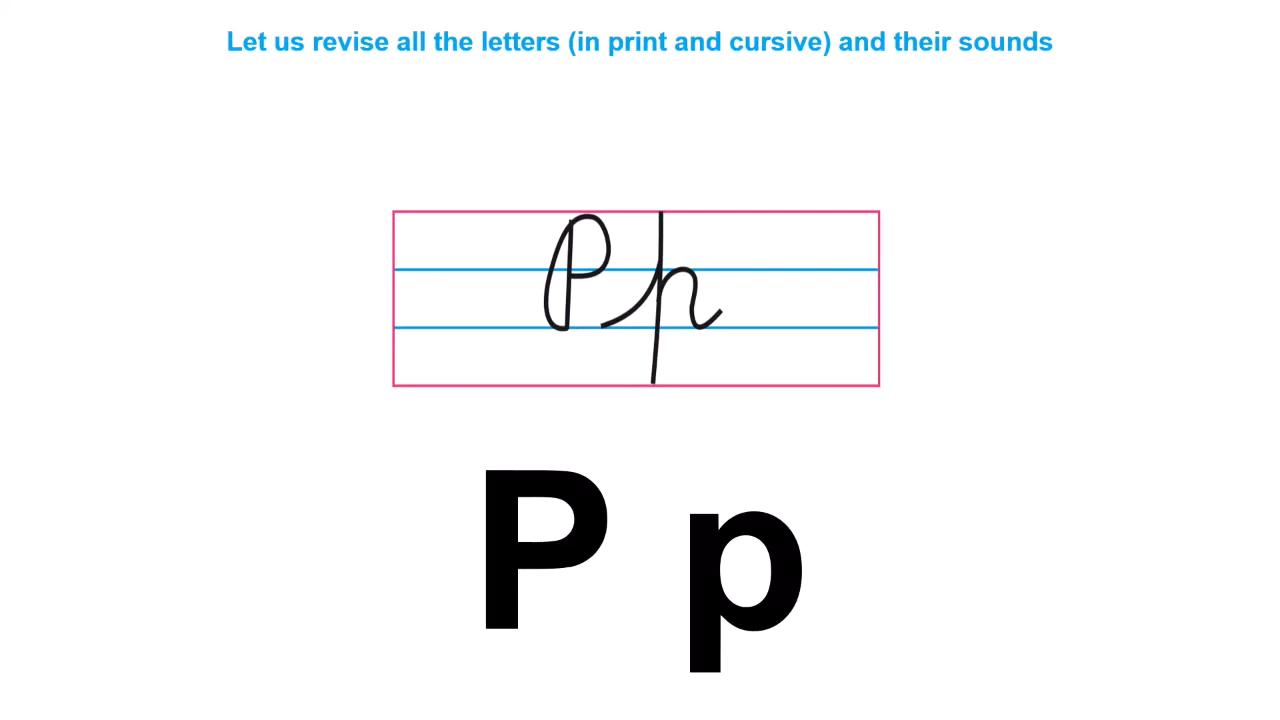 Let us revise all the letters (in print and cursive) and their sounds
Pp
P p